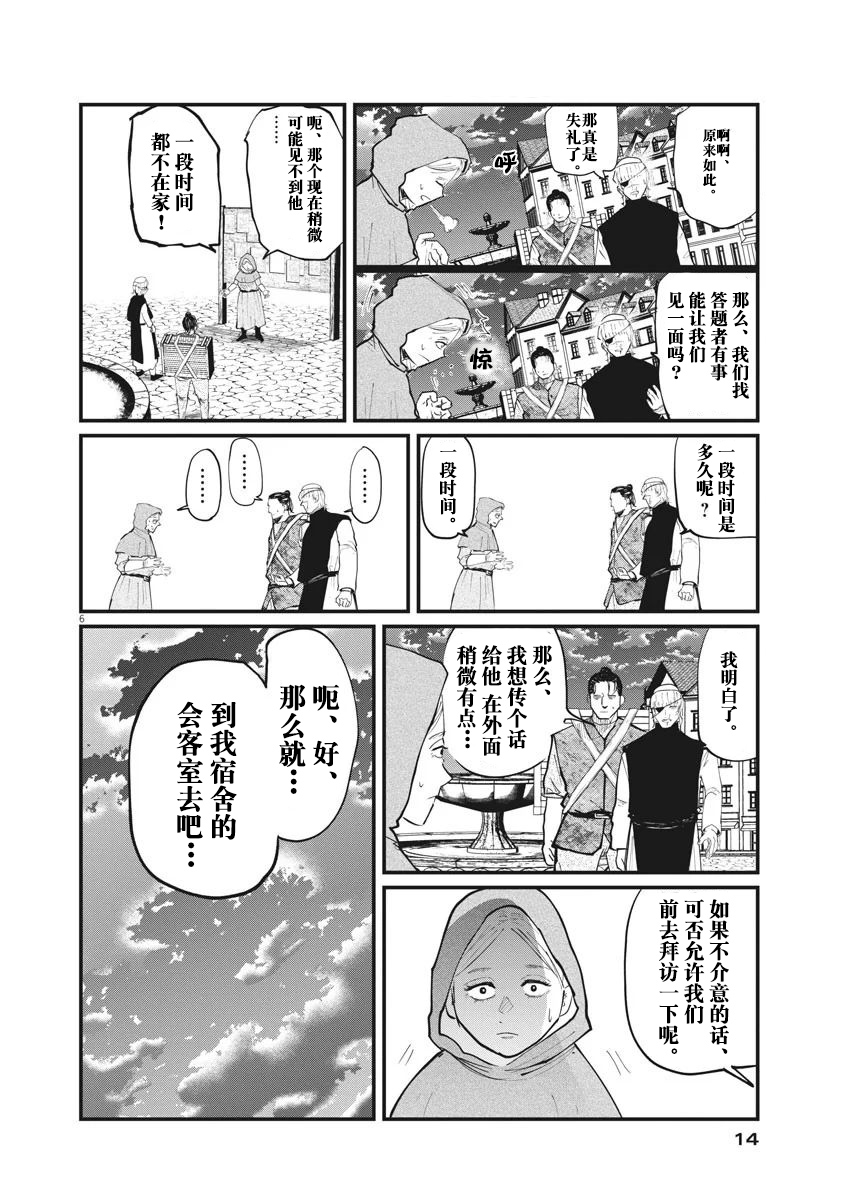 啊啊、
原来如此。
那真是
失礼了。
呼
那么、我们找
答题者有事
能让我们
见一面吗？
惊
呃、那个现在稍微
可能见不到他
……
一段时间
都不在家！
一段时间是
多久呢？
一段时间。
……
……
……
6
我明白了。
那么、
我想传个话
给他 在外面
稍微有点…
如果不介意的话、
可否允许我们
前去拜访一下呢。
呃、好、
那么就…
到我宿舍的
会客室去吧…
14